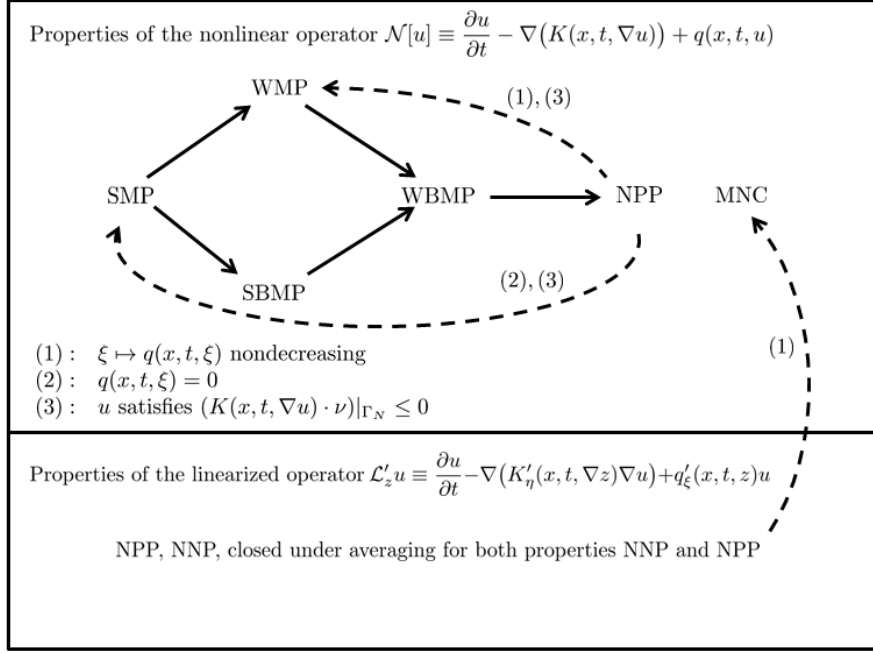 Properties of the nonlinear operator 𝒩[u] ≡ ∂u/∂t − ∇(K(x, t, ∇u)) + q(x, t, u)
WMP
(1), (3)
SMP
WBMP
NPP
MNC
SBMP
(2), (3)
(1)
(1) : ξ ↦ q(x, t, ξ) nondecreasing
(2) : q(x, t, ξ) = 0
(3) : u satisfies (K(x, t, ∇u) · ν)|_{Γ_N} ≤ 0
Properties of the linearized operator ℒ′_z u ≡ ∂u/∂t −∇(K′_η(x, t, ∇z)∇u)+q′_ξ(x, t, z)u
NPP, NNP, closed under averaging for both properties NNP and NPP